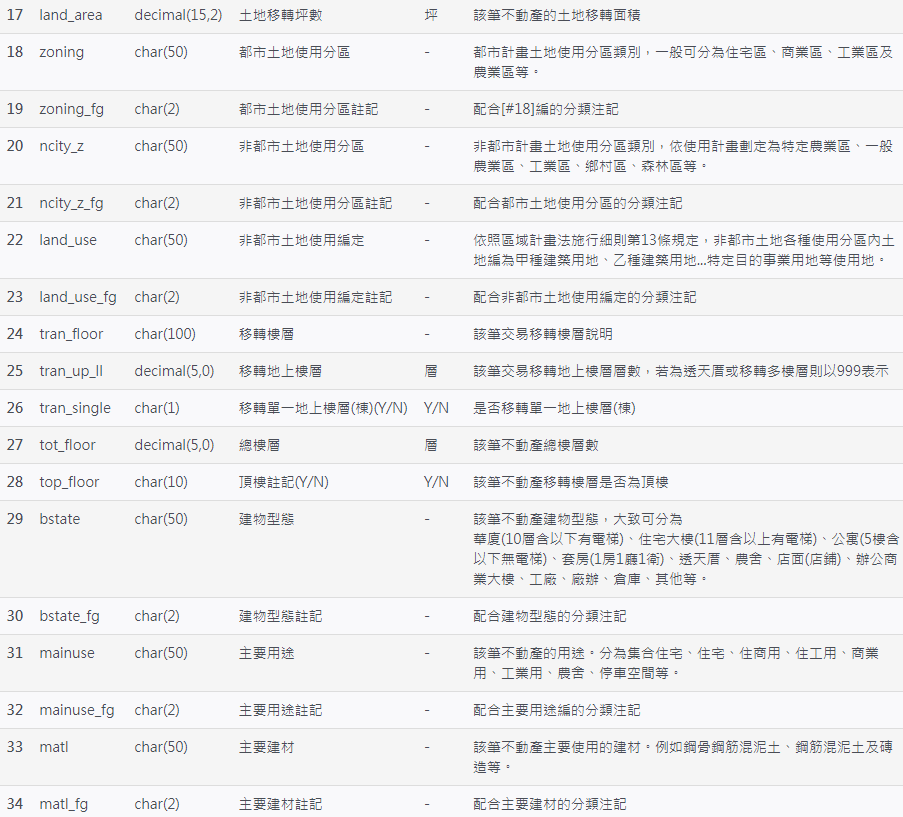 17 land_area decimal(15,2) 土地移轉坪數 坪 該筆不動產的土地移轉面積
18 zoning char(50) 都市土地使用分區 - 都市計畫土地使用分區類別，一般可分為住宅區、商業區、工業區及
農業區等。
19 zoning_fg char(2) 都市土地使用分區註記 - 配合[#18]編的分類注記
20 ncity_z char(50) 非都市土地使用分區 - 非都市計畫土地使用分區類別，依使用計畫劃定為特定農業區、一般
農業區、工業區、鄉村區、森林區等。
21 ncity_z_fg char(2) 非都市土地使用分區註記 - 配合都市土地使用分區的分類注記
22 land_use char(50) 非都市土地使用編定 - 依照區域計畫法施行細則第13條規定，非都市土地各種使用分區內土
地編為甲種建築用地、乙種建築用地...特定目的事業用地等使用地。
23 land_use_fg char(2) 非都市土地使用編定註記 - 配合非都市土地使用編定的分類注記
24 tran_floor char(100) 移轉樓層 - 該筆交易移轉樓層說明
25 tran_up_ll decimal(5,0) 移轉地上樓層 層 該筆交易移轉地上樓層層數，若為透天厝或移轉多樓層則以999表示
26 tran_single char(1) 移轉單一地上樓層(棟)(Y/N) Y/N 是否移轉單一地上樓層(棟)
27 tot_floor decimal(5,0) 總樓層 層 該筆不動產總樓層數
28 top_floor char(10) 頂樓註記(Y/N) Y/N 該筆不動產移轉樓層是否為頂樓
29 bstate char(50) 建物型態 - 該筆不動產建物型態，大致可分為
華廈(10層含以下有電梯)、住宅大樓(11層含以上有電梯)、公寓(5樓含
以下無電梯)、套房(1房1廳1衛)、透天厝、農舍、店面(店鋪)、辦公商
業大樓、工廠、廠辦、倉庫、其他等。
30 bstate_fg char(2) 建物型態註記 - 配合建物型態的分類注記
31 mainuse char(50) 主要用途 - 該筆不動產的用途。分為集合住宅、住宅、住商用、住工用、商業
用、工業用、農舍、停車空間等。
32 mainuse_fg char(2) 主要用途註記 - 配合主要用途編的分類注記
33 matl char(50) 主要建材 - 該筆不動產主要使用的建材。例如鋼骨鋼筋混泥土、鋼筋混泥土及磚
造等。
34 matl_fg char(2) 主要建材註記 - 配合主要建材的分類注記